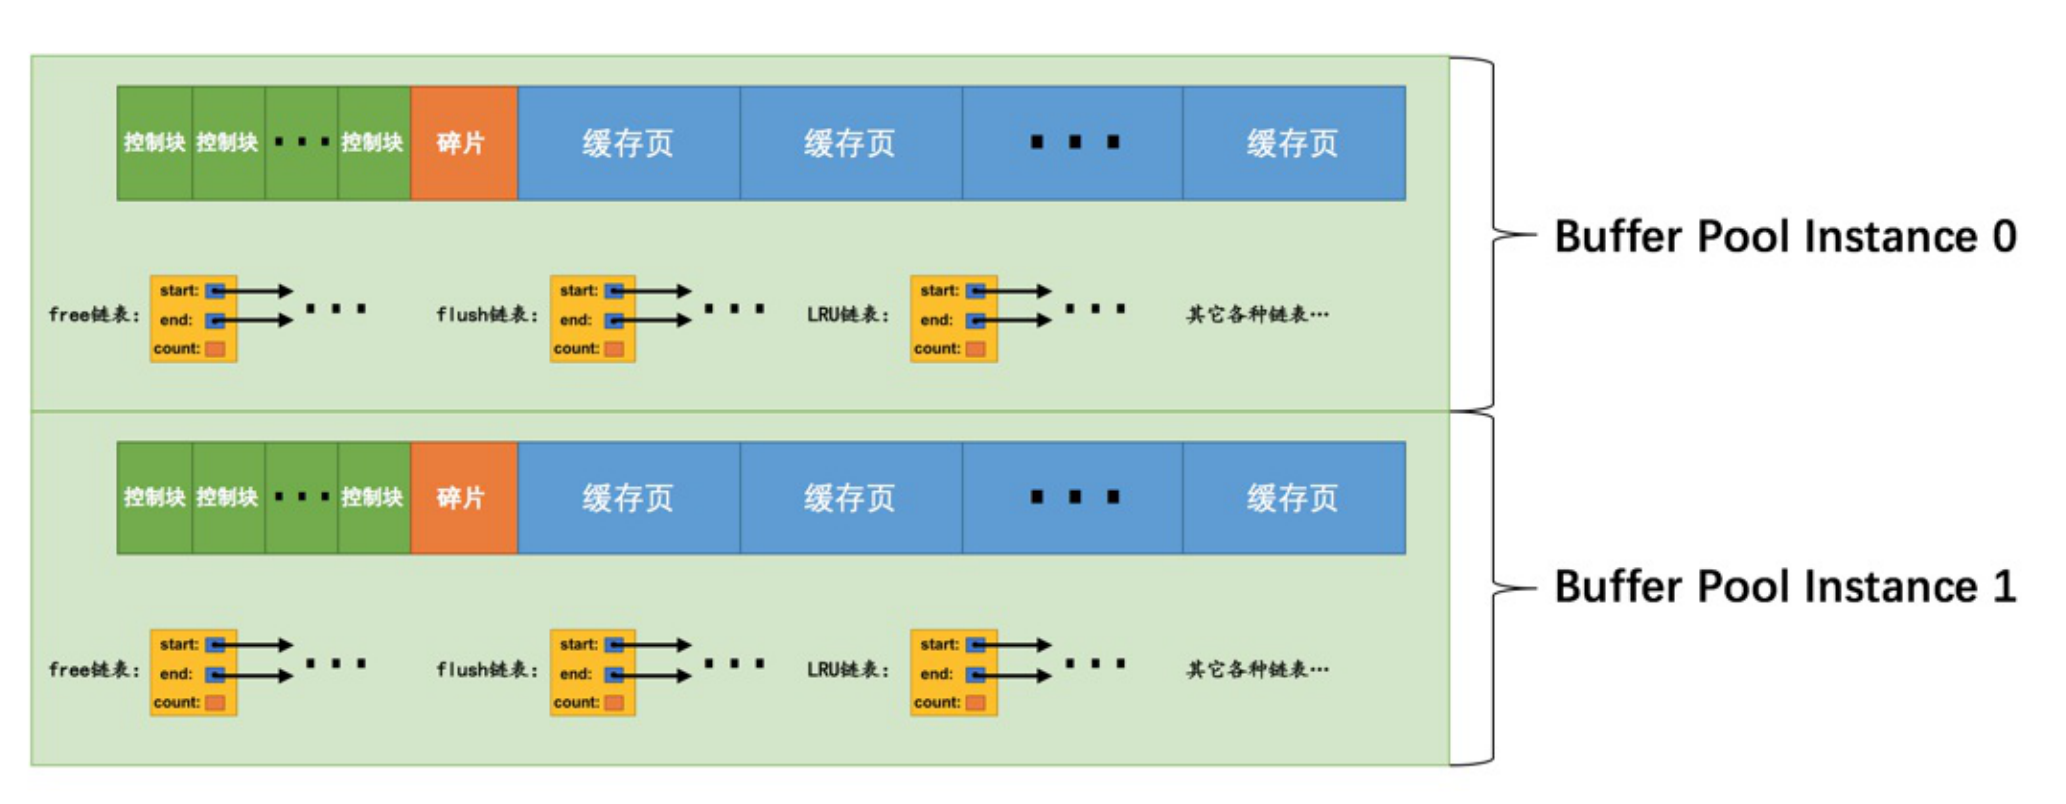 控制块 控制块 ··· 控制块 碎片 缓存页 缓存页 ··· 缓存页
Buffer Pool Instance 0
free链表: start: end: count: ···
flush链表: start: end: count: ···
LRU链表: start: end: count: ···
其它各种链表…
控制块 控制块 ··· 控制块 碎片 缓存页 缓存页 ··· 缓存页
Buffer Pool Instance 1
free链表: start: end: count: ···
flush链表: start: end: count: ···
LRU链表: start: end: count: ···
其它各种链表…